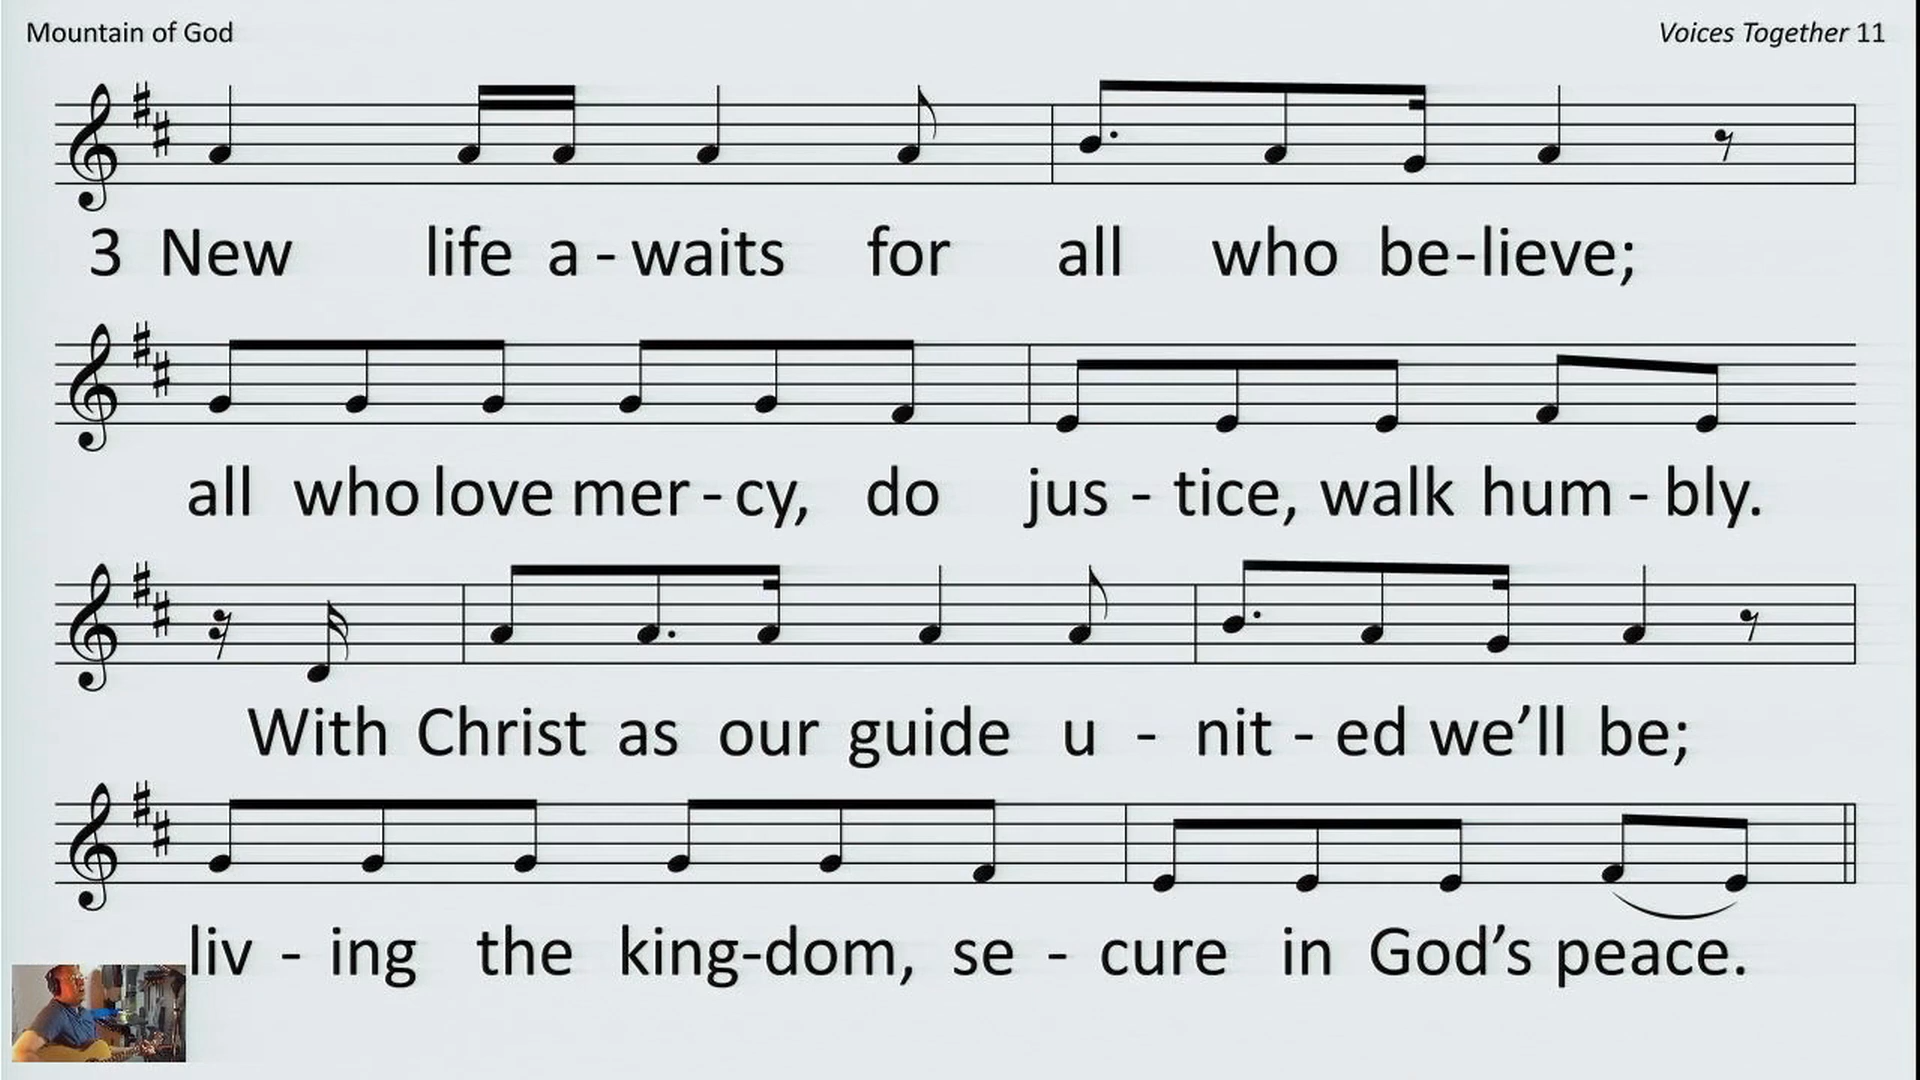 Mountain of God
Voices Together 11
3 New life a - waits for all who be-lieve;
all who love mer - cy, do jus - tice, walk hum - bly.
With Christ as our guide u - nit - ed we’ll be;
liv - ing the king-dom, se - cure in God’s peace.